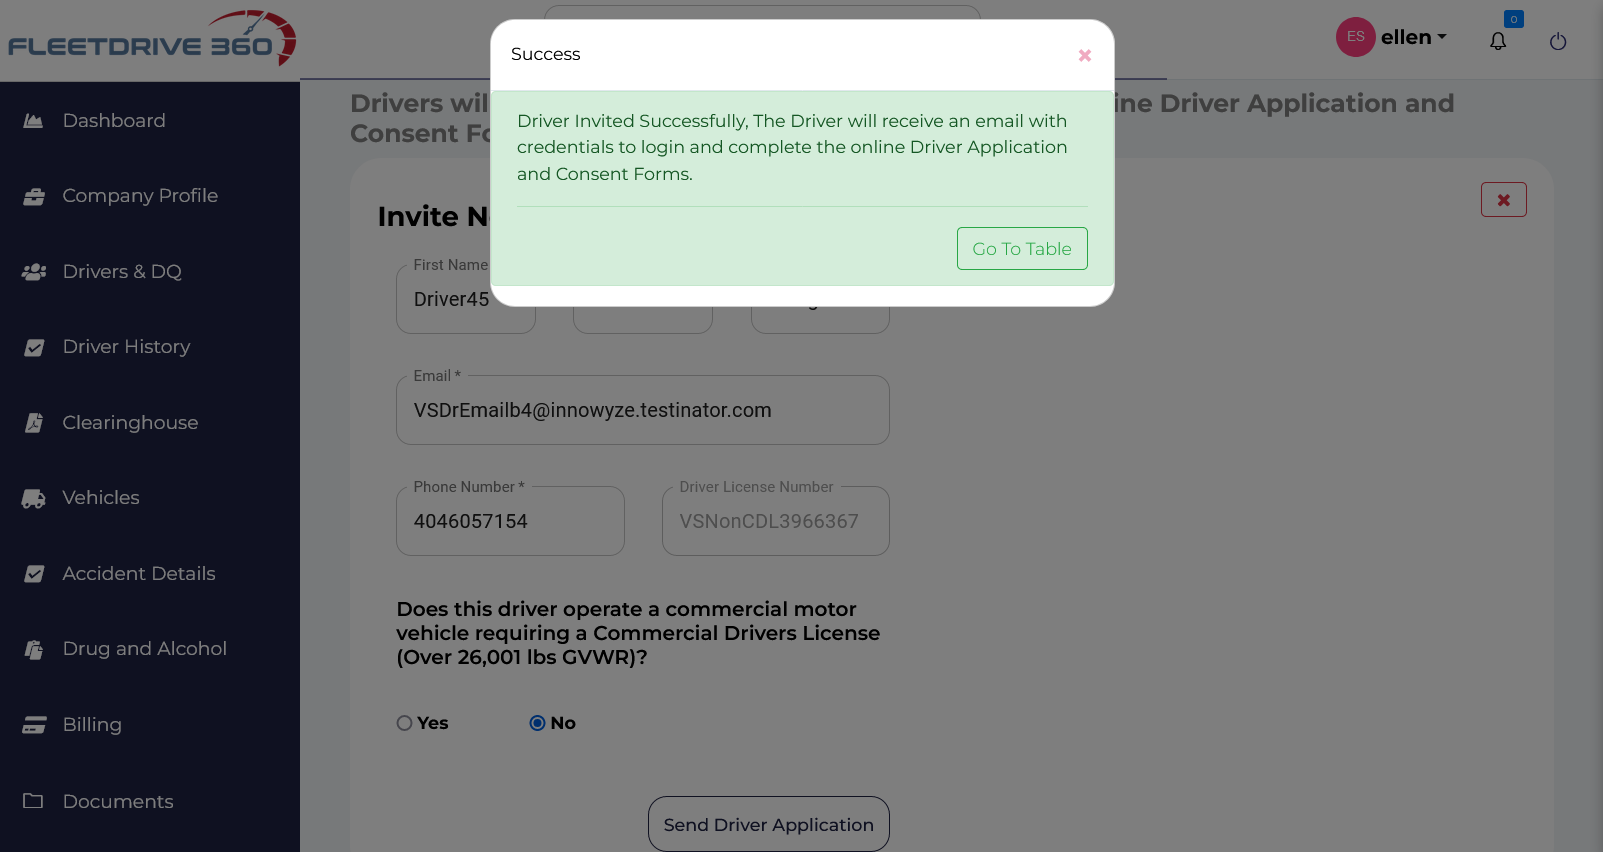 FLEETDRIVE 360
ES
ellen
0
Dashboard
Company Profile
Drivers & DQ
Driver History
Clearinghouse
Vehicles
Accident Details
Drug and Alcohol
Billing
Documents
Success
Driver Invited Successfully, The Driver will receive an email with
credentials to login and complete the online Driver Application
and Consent Forms.
Go To Table
Drivers wil
ine Driver Application and
Consent Fo
Invite N
First Name
Driver45
Email *
VSDrEmailb4@innowyze.testinator.com
Phone Number *
4046057154
Driver License Number
VSNonCDL3966367
Does this driver operate a commercial motor
vehicle requiring a Commercial Drivers License
(Over 26,001 lbs GVWR)?
Yes
No
Send Driver Application